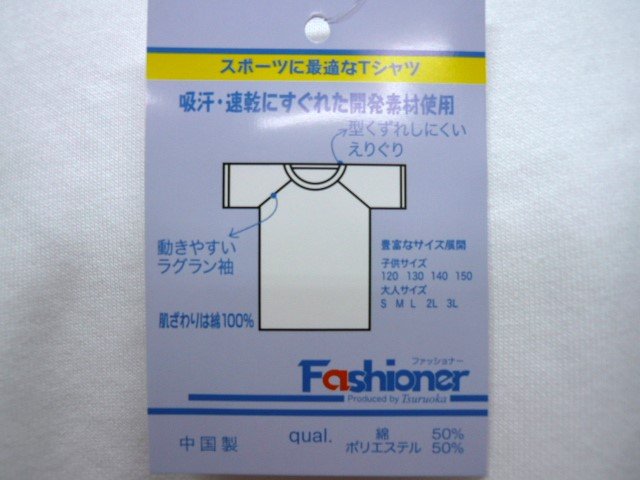 スポーツに最適なTシャツ
吸汗・速乾にすぐれた開発素材使用
型くずれしにくい
えりぐり
動きやすい
ラグラン袖
豊富なサイズ展開
子供サイズ
120 130 140 150
大人サイズ
S M L 2L 3L
肌ざわりは綿100%
ファッショナー
Fashioner
Produced by Tsuruoka
中国製 qual. 綿 50%
ポリエステル 50%